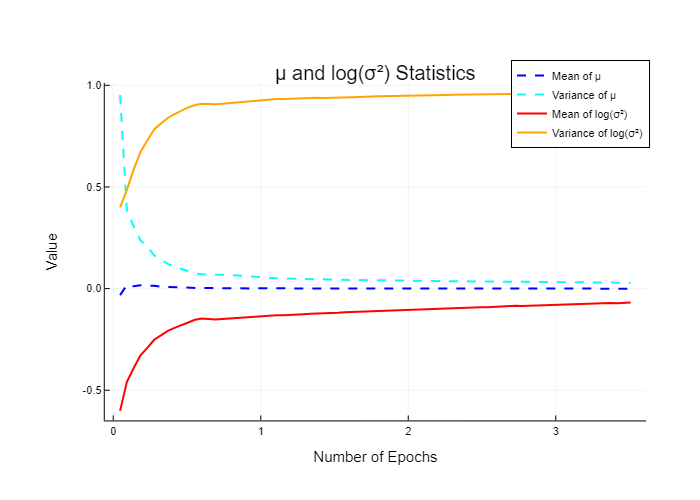 μ and log(σ²) Statistics
Mean of μ
Variance of μ
Mean of log(σ²)
Variance of log(σ²)
1.0
0.5
0.0
-0.5
Value
0
1
2
3
Number of Epochs